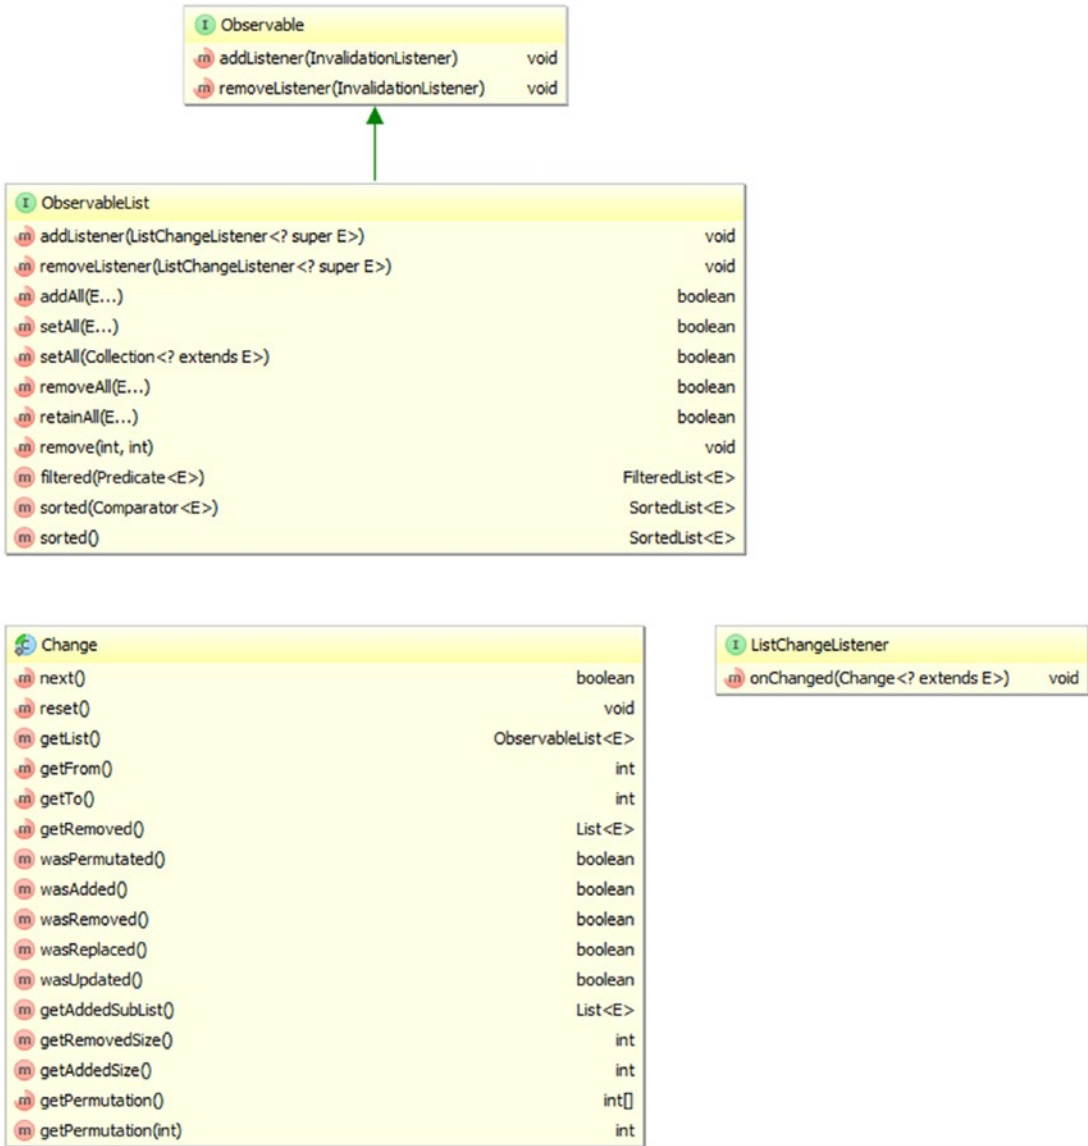 I Observable
m addListener(InvalidationListener) void
m removeListener(InvalidationListener) void
I ObservableList
m addListener(ListChangeListener<? super E>) void
m removeListener(ListChangeListener<? super E>) void
m addAll(E...) boolean
m setAll(E...) boolean
m setAll(Collection<? extends E>) boolean
m removeAll(E...) boolean
m retainAll(E...) boolean
m remove(int, int) void
m filtered(Predicate<E>) FilteredList<E>
m sorted(Comparator<E>) SortedList<E>
m sorted() SortedList<E>
C Change
m next() boolean
m reset() void
m getList() ObservableList<E>
m getFrom() int
m getTo() int
m getRemoved() List<E>
m wasPermutated() boolean
m wasAdded() boolean
m wasRemoved() boolean
m wasReplaced() boolean
m wasUpdated() boolean
m getAddedSubList() List<E>
m getRemovedSize() int
m getAddedSize() int
m getPermutation() int[]
m getPermutation(int) int
I ListChangeListener
m onChanged(Change<? extends E>) void